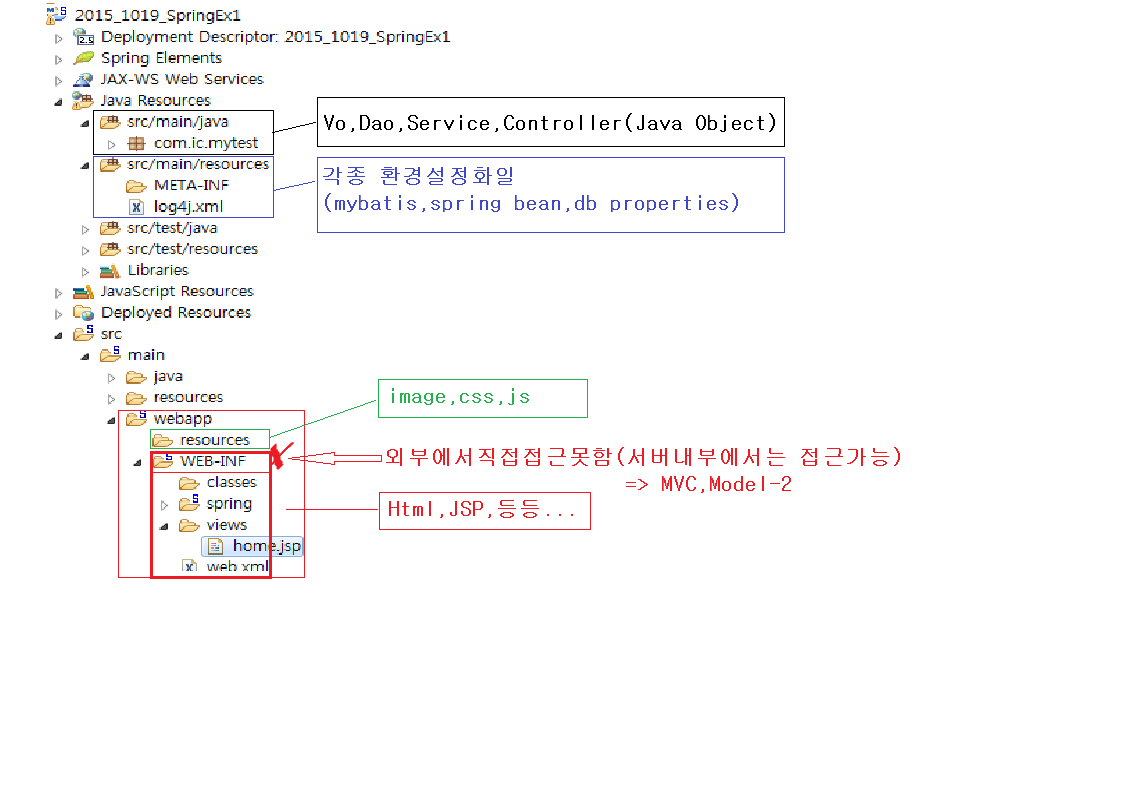 2015_1019_SpringEx1
Deployment Descriptor: 2015_1019_SpringEx1
Spring Elements
JAX-WS Web Services
Java Resources
src/main/java
com.ic.mytest
Vo,Dao,Service,Controller(Java Object)
src/main/resources
META-INF
log4j.xml
각종 환경설정화일
(mybatis,spring bean,db properties)
src/test/java
src/test/resources
Libraries
JavaScript Resources
Deployed Resources
src
main
java
resources
webapp
resources
image,css,js
WEB-INF
외부에서직접접근못함(서버내부에서는 접근가능)
=> MVC,Model-2
classes
spring
views
home.jsp
web.xml
Html,JSP,등등...